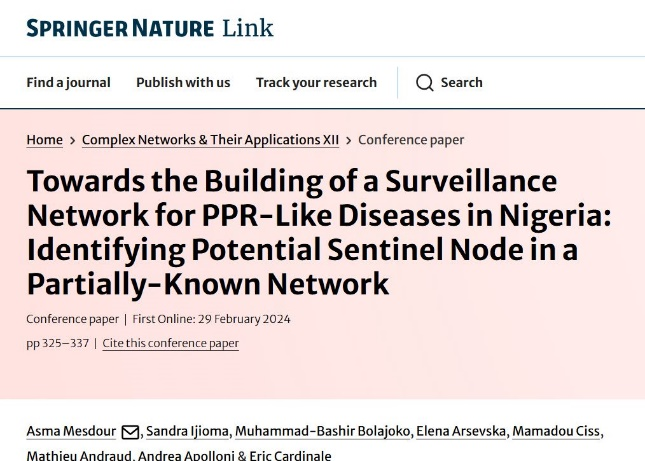 SPRINGER NATURE Link
Find a journal Publish with us Track your research Search
Home > Complex Networks & Their Applications XII > Conference paper
Towards the Building of a Surveillance
Network for PPR-Like Diseases in Nigeria:
Identifying Potential Sentinel Node in a
Partially-Known Network
Conference paper | First Online: 29 February 2024
pp 325–337 | Cite this conference paper
Asma Mesdour, Sandra Ijioma, Muhammad-Bashir Bolajoko, Elena Arsevska, Mamadou Ciss,
Mathieu Andraud, Andrea Apolloni & Eric Cardinale